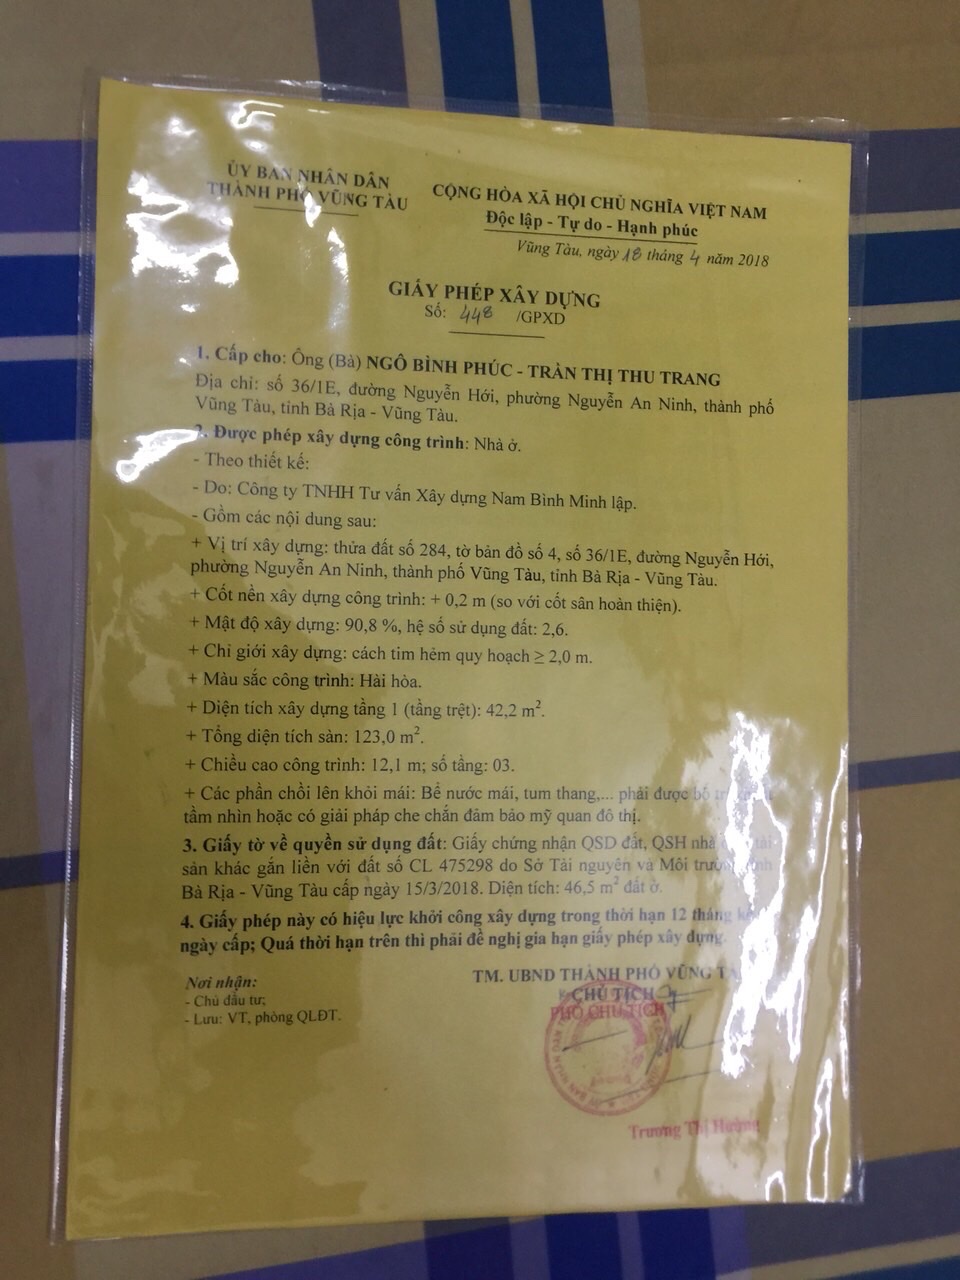 ỦY BAN NHÂN DÂN
THÀNH PHỐ VŨNG TÀU
CỘNG HÒA XÃ HỘI CHỦ NGHĨA VIỆT NAM
Độc lập - Tự do - Hạnh phúc
Vũng Tàu, ngày 18 tháng 4 năm 2018
GIẤY PHÉP XÂY DỰNG
Số: 448 /GPXD
1. Cấp cho: Ông (Bà) NGÔ BÌNH PHÚC - TRẦN THỊ THU TRANG
Địa chỉ: số 36/1E, đường Nguyễn Hới, phường Nguyễn An Ninh, thành phố
Vũng Tàu, tỉnh Bà Rịa - Vũng Tàu.
2. Được phép xây dựng công trình: Nhà ở.
- Theo thiết kế:
- Do: Công ty TNHH Tư vấn Xây dựng Nam Bình Minh lập.
- Gồm các nội dung sau:
+ Vị trí xây dựng: thửa đất số 284, tờ bản đồ số 4, số 36/1E, đường Nguyễn Hới,
phường Nguyễn An Ninh, thành phố Vũng Tàu, tỉnh Bà Rịa - Vũng Tàu.
+ Cốt nền xây dựng công trình: + 0,2 m (so với cốt sân hoàn thiện).
+ Mật độ xây dựng: 90,8 %, hệ số sử dụng đất: 2,6.
+ Chỉ giới xây dựng: cách tim hẻm quy hoạch ≥ 2,0 m.
+ Màu sắc công trình: Hài hòa.
+ Diện tích xây dựng tầng 1 (tầng trệt): 42,2 m².
+ Tổng diện tích sàn: 123,0 m².
+ Chiều cao công trình: 12,1 m; số tầng: 03.
+ Các phần chồi lên khỏi mái: Bể nước mái, tum thang,... phải được bố
tầm nhìn hoặc có giải pháp che chắn đảm bảo mỹ quan đô thị.
3. Giấy tờ về quyền sử dụng đất: Giấy chứng nhận QSD đất, QSH nhà tài
sản khác gắn liền với đất số CL 475298 do Sở Tài nguyên và Môi trường tỉnh
Bà Rịa - Vũng Tàu cấp ngày 15/3/2018. Diện tích: 46,5 m² đất ở.
4. Giấy phép này có hiệu lực khởi công xây dựng trong thời hạn 12 tháng kể
ngày cấp; Quá thời hạn trên thì phải đề nghị gia hạn giấy phép xây dựng.
Nơi nhận:
- Chủ đầu tư;
- Lưu: VT, phòng QLĐT.
TM. UBND THÀNH PHỐ VŨNG TÀU
CHỦ TỊCH
PHÓ CHỦ TỊCH
Trương Thị Hường